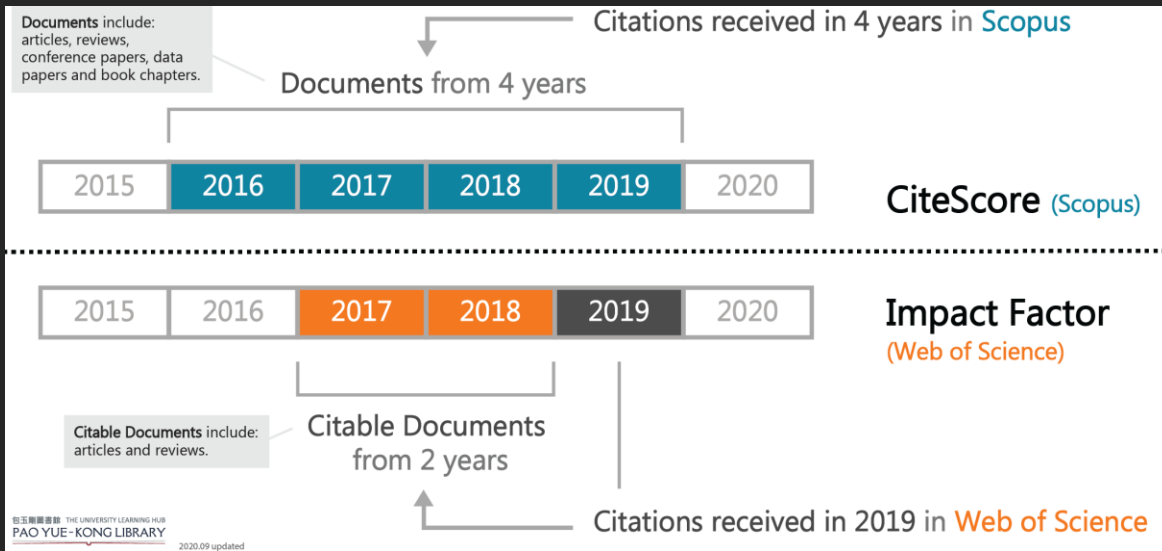 Documents include:
articles, reviews,
conference papers, data
papers and book chapters.
Citations received in 4 years in Scopus
Documents from 4 years
2015 2016 2017 2018 2019 2020
CiteScore (Scopus)
2015 2016 2017 2018 2019 2020
Impact Factor
(Web of Science)
Citable Documents include:
articles and reviews.
Citable Documents
from 2 years
Citations received in 2019 in Web of Science
包玉剛圖書館 THE UNIVERSITY LEARNING HUB
PAO YUE-KONG LIBRARY
2020.09 updated